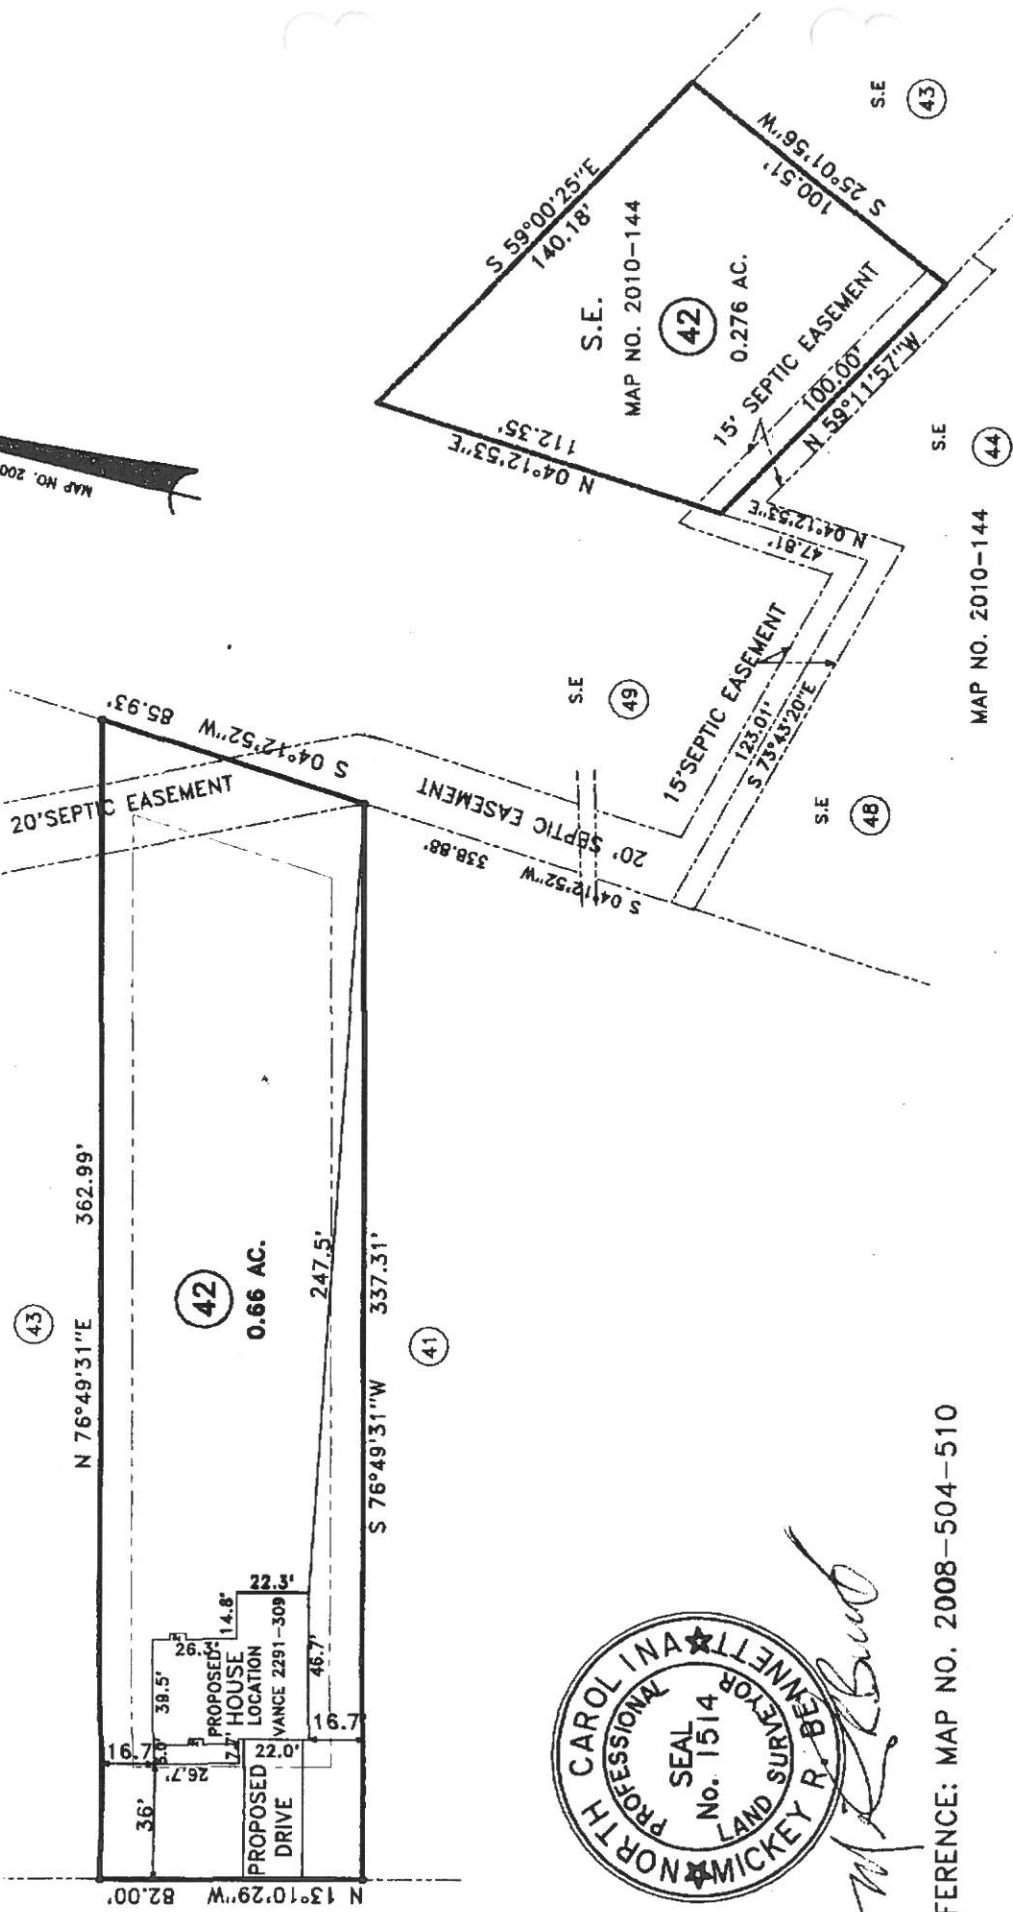 MAP NO. 200
43
N 76°49'31"E 362.99'
85.93'
S 04°12'52"W
20'SEPTIC EASEMENT
42
0.66 AC.
247.5'
S 76°49'31"W 337.31'
41
N 13°10'29"W 82.00'
16.7
36'
26.7'
39.5'
26.3'
14.8'
22.3'
PROPOSED
HOUSE
LOCATION
VANCE 2291-309
46.7'
22.0'
16.7
PROPOSED
DRIVE
20' SEPTIC EASEMENT
S 04°12'52"W 338.88'
S.E
49
15'SEPTIC EASEMENT
123.01'
S 73°43'20"E
S.E
48
N 04°12'53"E
47.81'
N 04°12'53"E
112.35'
S 59°00'25"E
140.18'
S.E.
MAP NO. 2010-144
42
0.276 AC.
15' SEPTIC EASEMENT
100.00'
N 59°11'57"W
S 25°01'56"W
100.51'
S.E
43
S.E
44
MAP NO. 2010-144
NORTH CAROLINA
PROFESSIONAL
SEAL
No. 1514
LAND SURVEYOR
MICKEY R. BENNETT
FERENCE: MAP NO. 2008-504-510